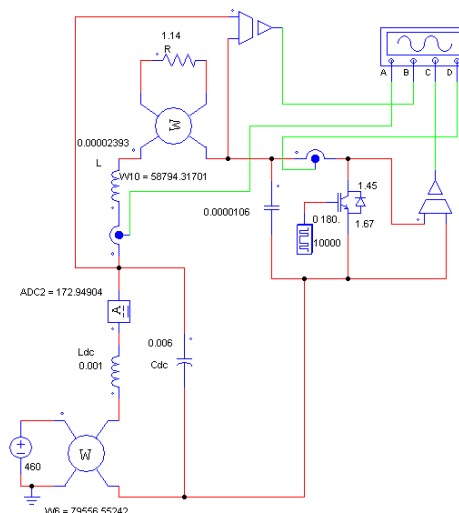 1.14
R
A B C D
W
0.00002393
L
W10 = 58794.31701
1.45
0.0000106
0 180.
10000
1.67
ADC2 = 172.94904
A
Ldc
0.001
0.006
Cdc
W
460
W6 = 79556.55242